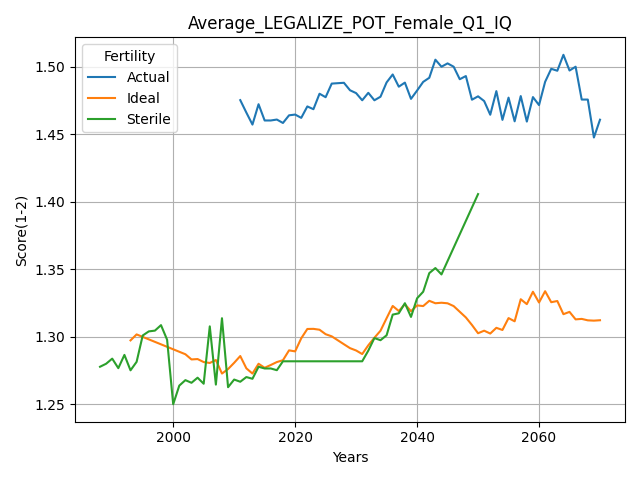 Average_LEGALIZE_POT_Female_Q1_IQ
Fertility
Actual
Ideal
Sterile
Score(1-2)
1.50
1.45
1.40
1.35
1.30
1.25
2000
2020
2040
2060
Years